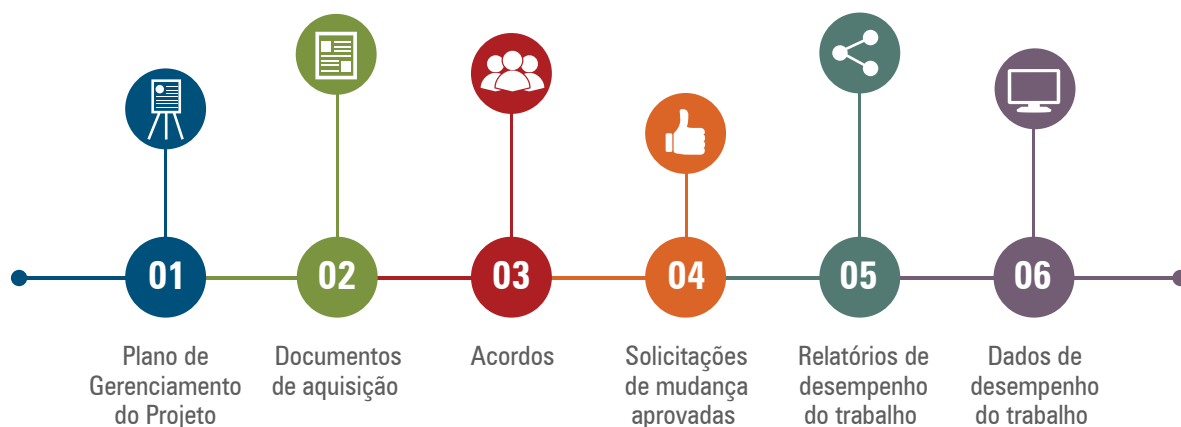 01
Plano de
Gerenciamento
do Projeto
02
Documentos
de aquisição
03
Acordos
04
Solicitações
de mudança
aprovadas
05
Relatórios de
desempenho
do trabalho
06
Dados de
desempenho
do trabalho